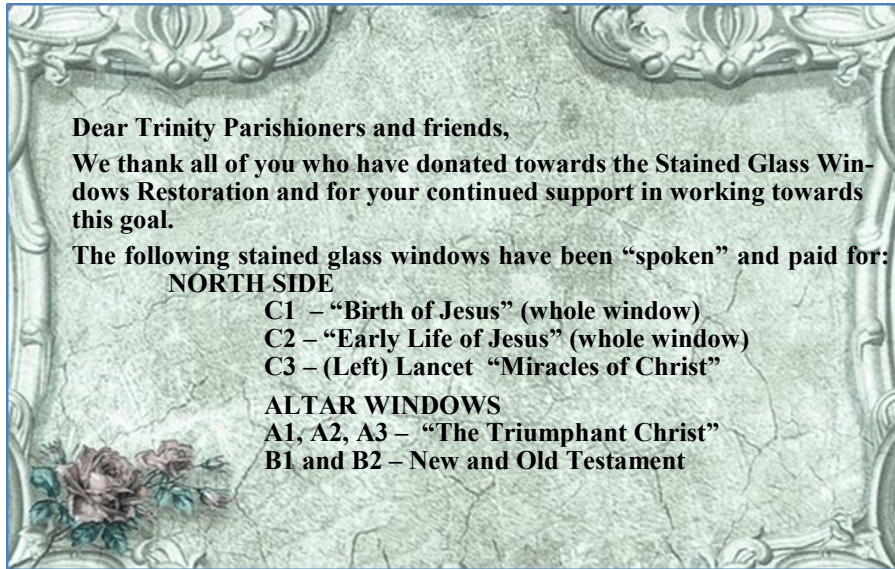 Dear Trinity Parishioners and friends,
We thank all of you who have donated towards the Stained Glass Win-
dows Restoration and for your continued support in working towards
this goal.
The following stained glass windows have been “spoken” and paid for:
NORTH SIDE
C1 – “Birth of Jesus” (whole window)
C2 – “Early Life of Jesus” (whole window)
C3 – (Left) Lancet “Miracles of Christ”
ALTAR WINDOWS
A1, A2, A3 – “The Triumphant Christ”
B1 and B2 – New and Old Testament